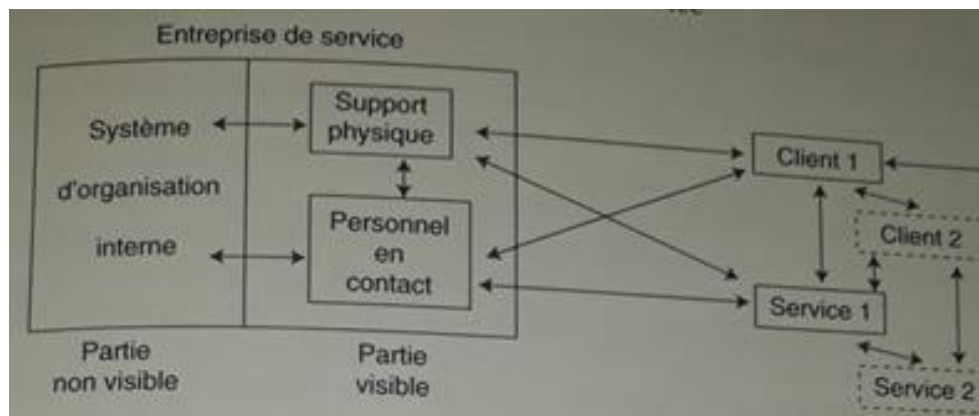 Entreprise de service
Support
physique
Système
d'organisation
interne
Personnel
en
contact
Client 1
Client 2
Service 1
Service 2
Partie
non visible
Partie
visible